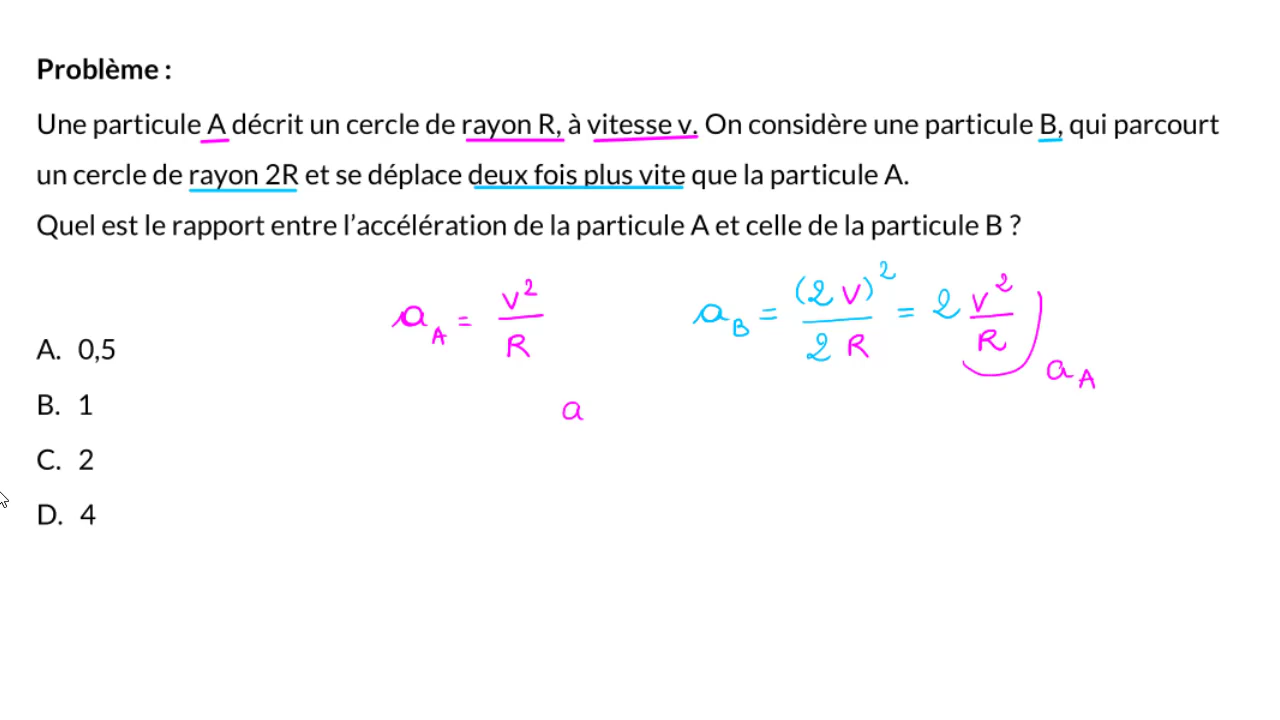 Problème :
Une particule A décrit un cercle de rayon R, à vitesse v. On considère une particule B, qui parcourt
un cercle de rayon 2R et se déplace deux fois plus vite que la particule A.
Quel est le rapport entre l’accélération de la particule A et celle de la particule B ?
a_A = v²/R
a_B = (2v)²/2R = 2 v²/R
a_A
A. 0,5
a
B. 1
C. 2
D. 4